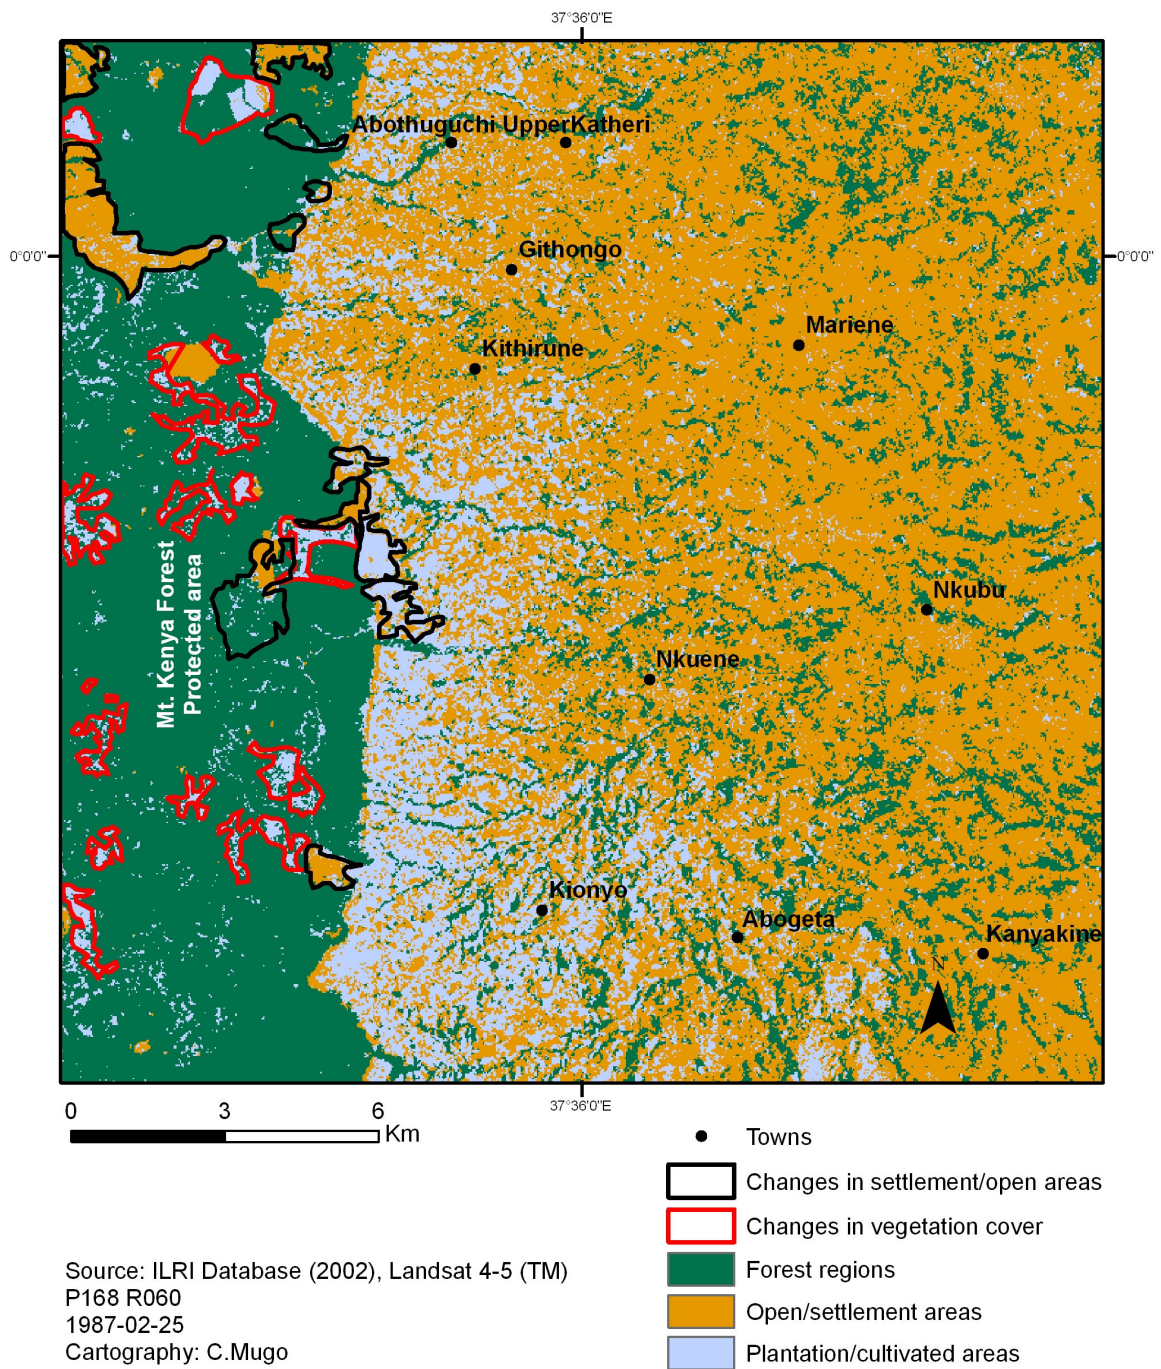 37°36'0"E
Abothuguchi Upper
Katheri
0°0'0"
0°0'0"
Githongo
Mariene
Kithirune
Mt. Kenya Forest
Protected area
Nkubu
Nkuene
Kionyo
Abogeta
Kanyakine
N
37°36'0"E
0 3 6
Km
Towns
Changes in settlement/open areas
Changes in vegetation cover
Forest regions
Open/settlement areas
Plantation/cultivated areas
Source: ILRI Database (2002), Landsat 4-5 (TM)
P168 R060
1987-02-25
Cartography: C.Mugo